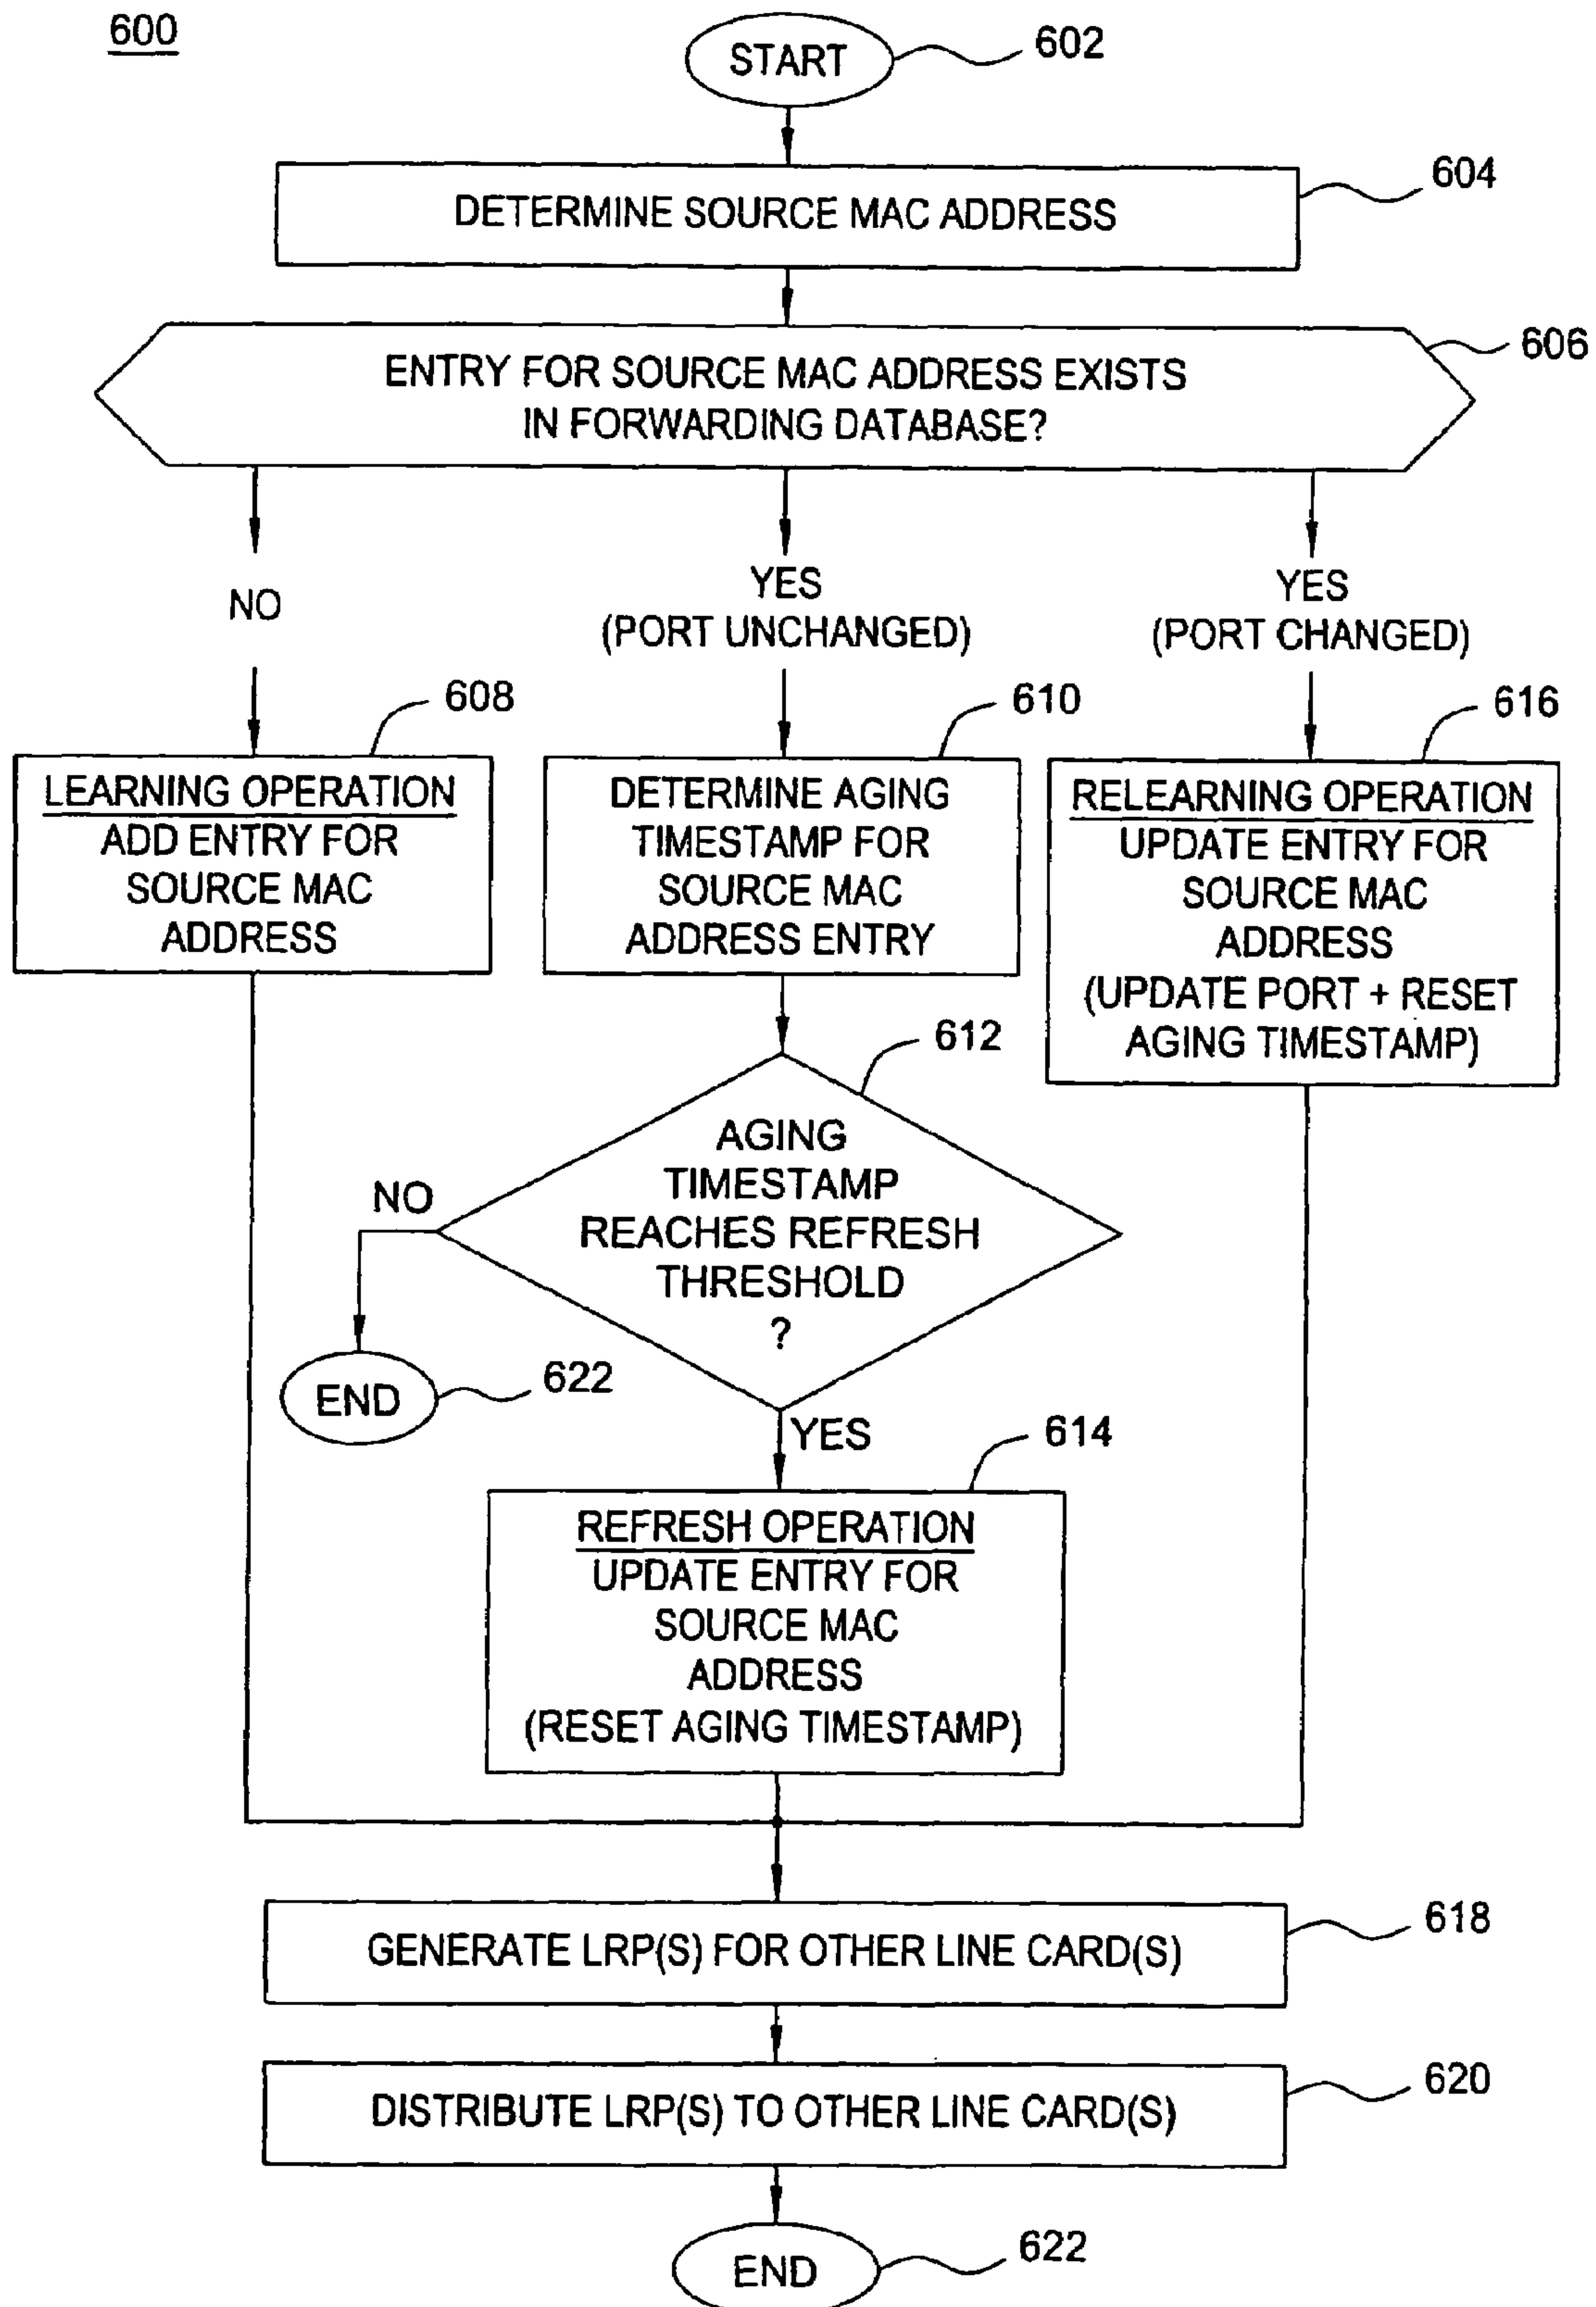 600
START
602
DETERMINE SOURCE MAC ADDRESS
604
ENTRY FOR SOURCE MAC ADDRESS EXISTS
IN FORWARDING DATABASE?
606
NO
YES
(PORT UNCHANGED)
YES
(PORT CHANGED)
608
LEARNING OPERATION
ADD ENTRY FOR
SOURCE MAC
ADDRESS
610
DETERMINE AGING
TIMESTAMP FOR
SOURCE MAC
ADDRESS ENTRY
616
RELEARNING OPERATION
UPDATE ENTRY FOR
SOURCE MAC
ADDRESS
(UPDATE PORT + RESET
AGING TIMESTAMP)
612
AGING
TIMESTAMP
REACHES REFRESH
THRESHOLD
?
NO
END
622
YES
614
REFRESH OPERATION
UPDATE ENTRY FOR
SOURCE MAC
ADDRESS
(RESET AGING TIMESTAMP)
GENERATE LRP(S) FOR OTHER LINE CARD(S)
618
DISTRIBUTE LRP(S) TO OTHER LINE CARD(S)
620
END
622